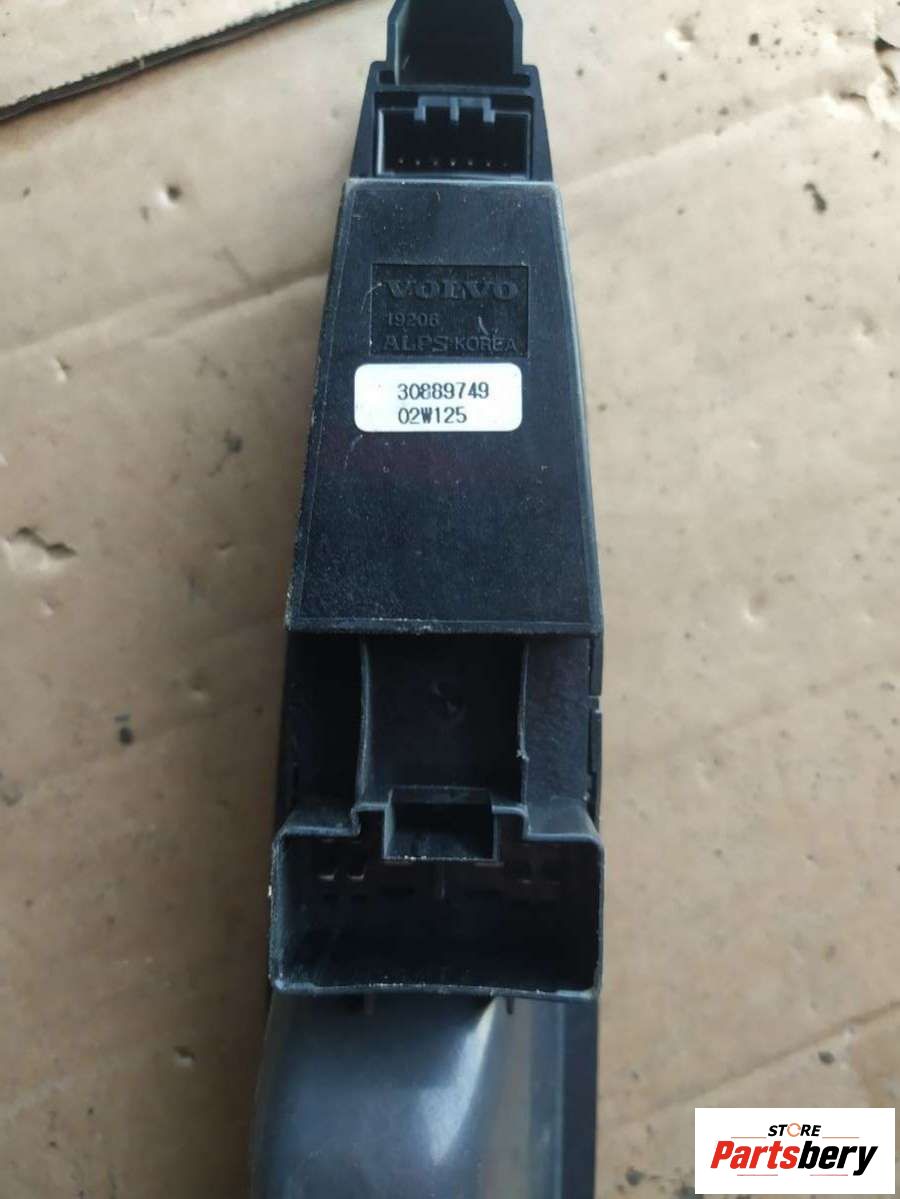 VOLVO
19206
ALPS KOREA
30889749
02W125
STORE
Partsbery